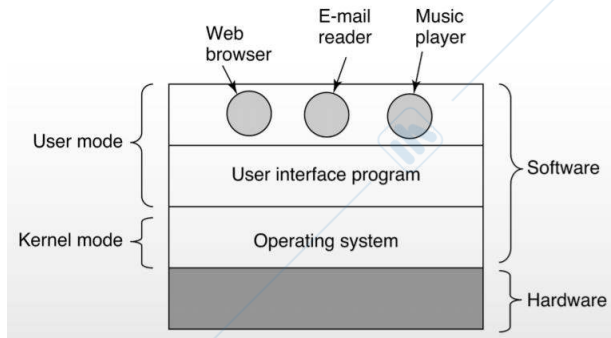 Web
browser
E-mail
reader
Music
player
User mode
User interface program
Software
Kernel mode
Operating system
Hardware